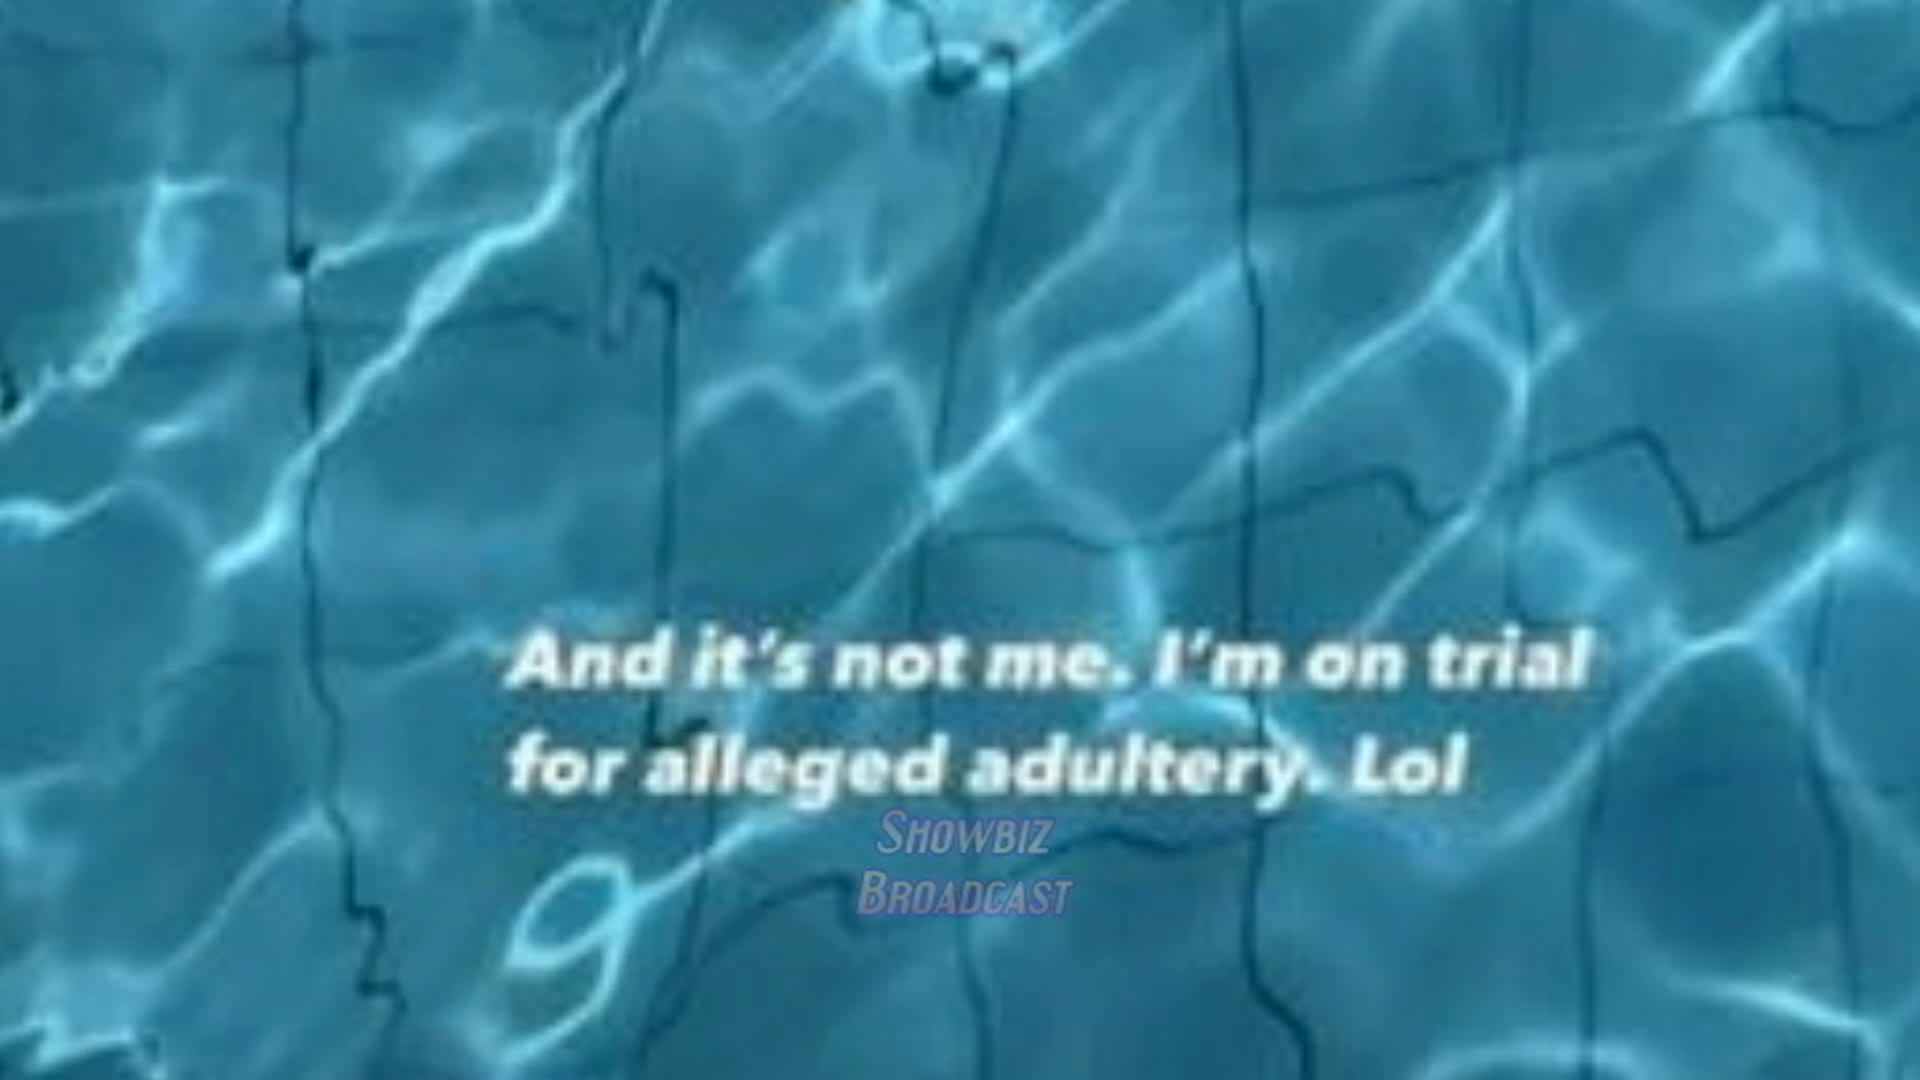 And it's not me. I'm on trial
for alleged adultery. Lol
SHOWBIZ
BROADCAST